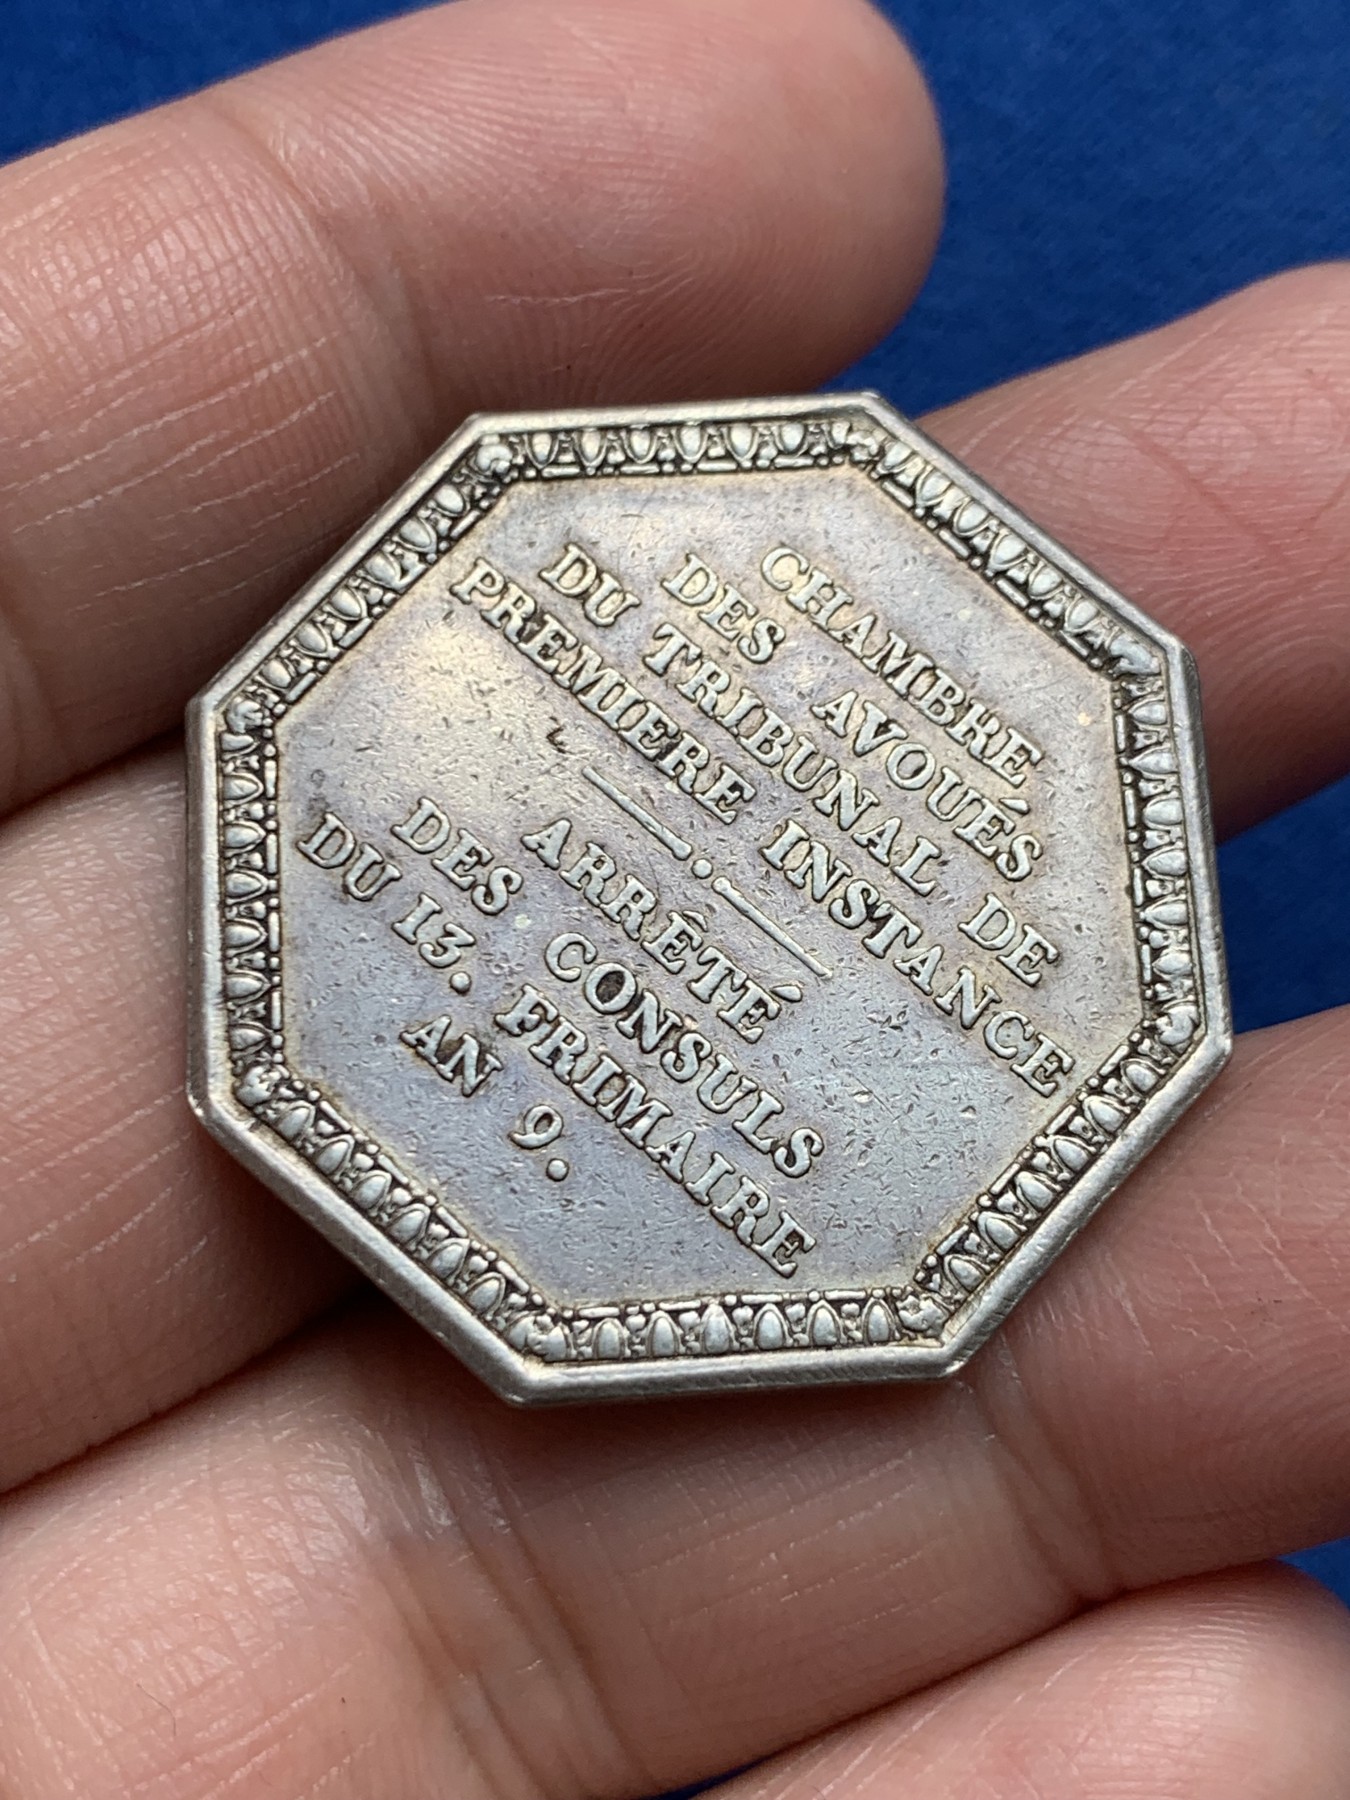 CHAMBRE
DES AVOUÉS
DU TRIBUNAL DE
PREMIERE INSTANCE
ARRÊTÉ
DES CONSULS
DU 13. FRIMAIRE
AN 9.